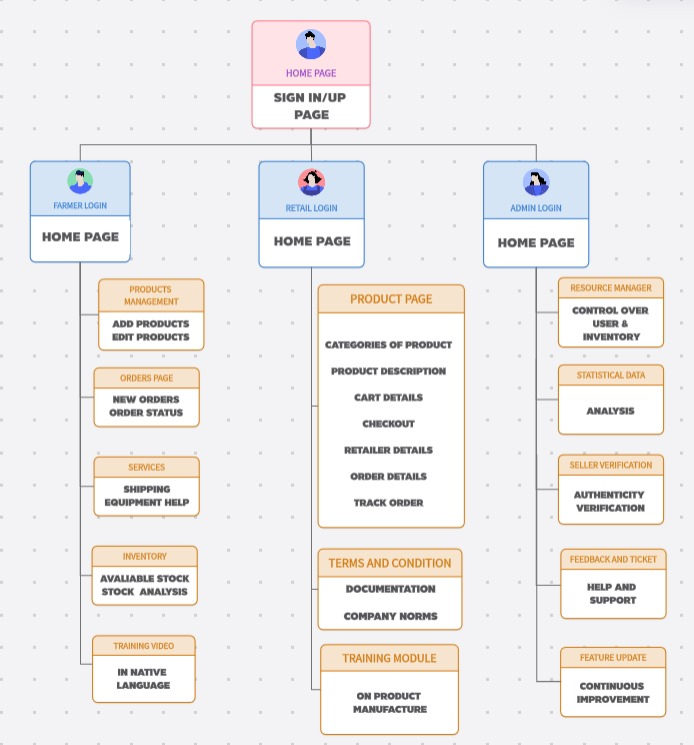 HOME PAGE
SIGN IN/UP
PAGE
FARMER LOGIN
HOME PAGE
PRODUCTS
MANAGEMENT
ADD PRODUCTS
EDIT PRODUCTS
ORDERS PAGE
NEW ORDERS
ORDER STATUS
SERVICES
SHIPPING
EQUIPMENT HELP
INVENTORY
AVALIABLE STOCK
STOCK ANALYSIS
TRAINING VIDEO
IN NATIVE
LANGUAGE
RETAIL LOGIN
HOME PAGE
PRODUCT PAGE
CATEGORIES OF PRODUCT
PRODUCT DESCRIPTION
CART DETAILS
CHECKOUT
RETAILER DETAILS
ORDER DETAILS
TRACK ORDER
TERMS AND CONDITION
DOCUMENTATION
COMPANY NORMS
TRAINING MODULE
ON PRODUCT
MANUFACTURE
ADMIN LOGIN
HOME PAGE
RESOURCE MANAGER
CONTROL OVER
USER &
INVENTORY
STATISTICAL DATA
ANALYSIS
SELLER VERIFICATION
AUTHENTICITY
VERIFICATION
FEEDBACK AND TICKET
HELP AND
SUPPORT
FEATURE UPDATE
CONTINUOUS
IMPROVEMENT